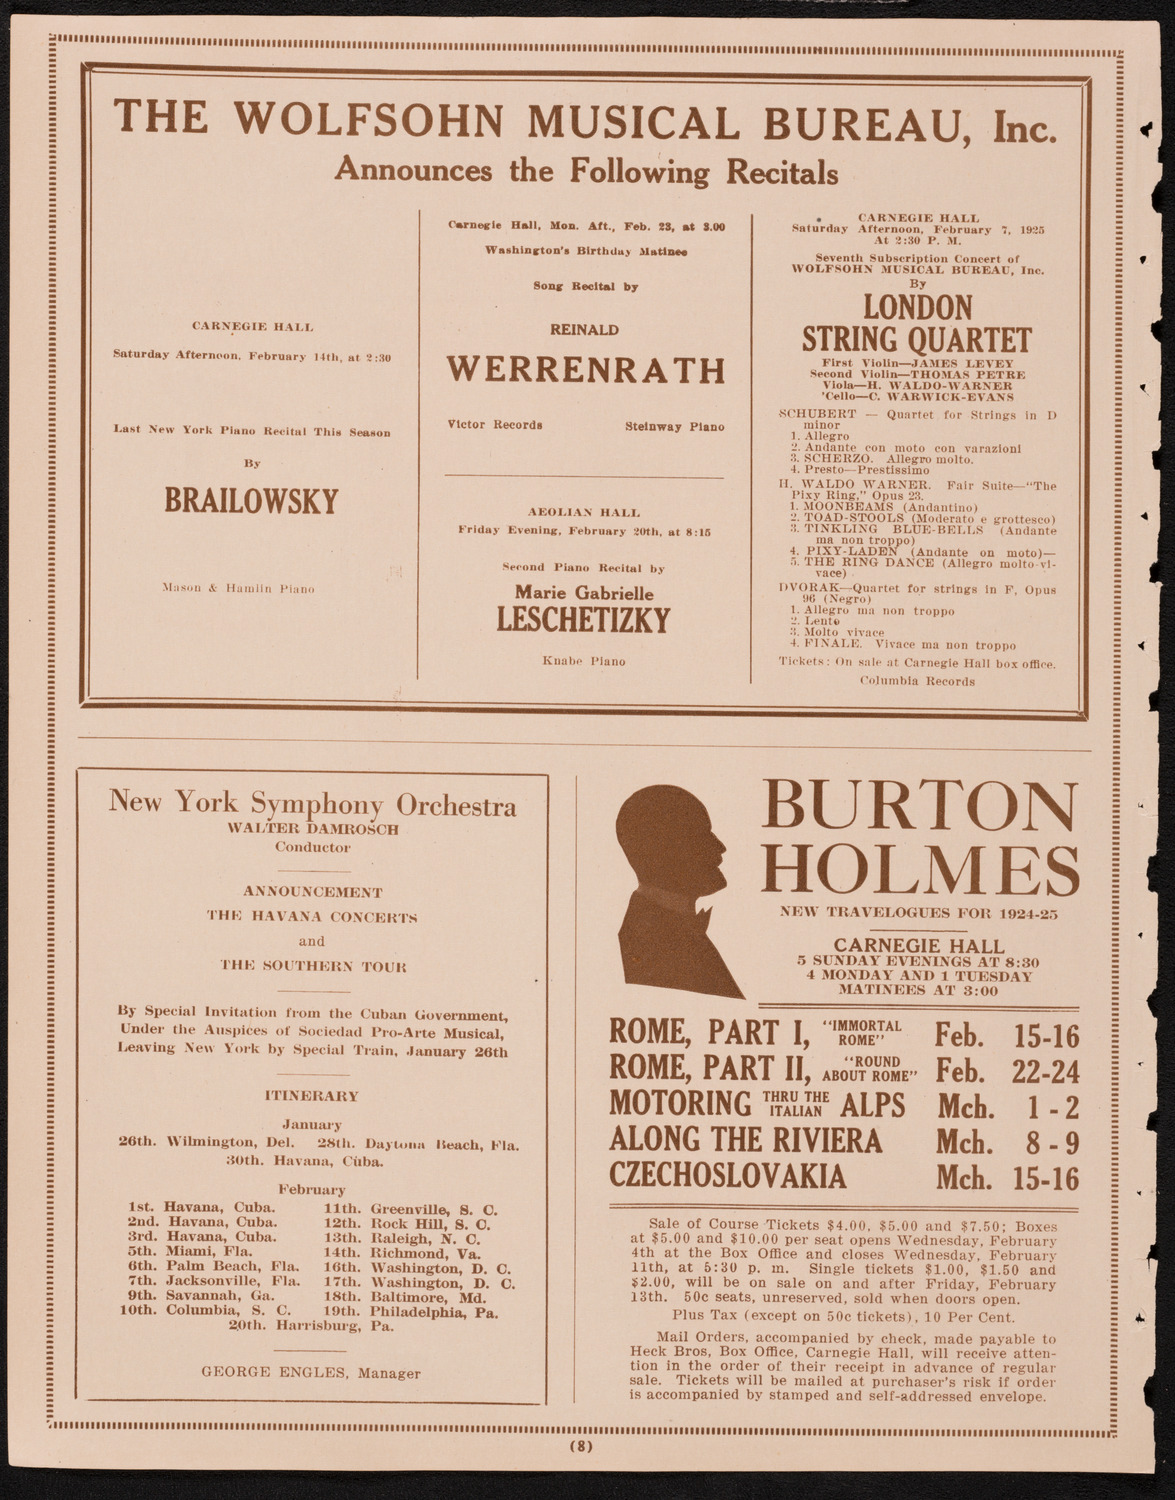 THE WOLFSOHN MUSICAL BUREAU, Inc.
Announces the Following Recitals
CARNEGIE HALL
Saturday Afternoon, February 14th, at 2:30
Last New York Piano Recital This Season
By
BRAILOWSKY
Mason & Hamlin Piano
Carnegie Hall, Mon. Aft., Feb. 23, at 3.00
Washington's Birthday Matinee
Song Recital by
REINALD
WERRENRATH
Victor Records Steinway Piano
AEOLIAN HALL
Friday Evening, February 20th, at 8:15
Second Piano Recital by
Marie Gabrielle
LESCHETIZKY
Knabe Piano
CARNEGIE HALL
Saturday Afternoon, February 7, 1925
At 2:30 P. M.
Seventh Subscription Concert of
WOLFSOHN MUSICAL BUREAU, Inc.
By
LONDON
STRING QUARTET
First Violin—JAMES LEVEY
Second Violin—THOMAS PETRE
Viola—H. WALDO-WARNER
'Cello—C. WARWICK-EVANS
SCHUBERT — Quartet for Strings in D
minor
1. Allegro
2. Andante con moto con varazioni
3. SCHERZO. Allegro molto.
4. Presto—Prestissimo
H. WALDO WARNER. Fair Suite—"The
Pixy Ring," Opus 23.
1. MOONBEAMS (Andantino)
2. TOAD-STOOLS (Moderato e grottesco)
3. TINKLING BLUE-BELLS (Andante
ma non troppo)
4. PIXY-LADEN (Andante on moto)—
5. THE RING DANCE (Allegro molto-vi-
vace)
DVORAK—Quartet for strings in F, Opus
96 (Negro)
1. Allegro ma non troppo
2. Lento
3. Molto vivace
4. FINALE. Vivace ma non troppo
Tickets: On sale at Carnegie Hall box office.
Columbia Records
New York Symphony Orchestra
WALTER DAMROSCH
Conductor
ANNOUNCEMENT
THE HAVANA CONCERTS
and
THE SOUTHERN TOUR
By Special Invitation from the Cuban Government,
Under the Auspices of Sociedad Pro-Arte Musical,
Leaving New York by Special Train, January 26th
ITINERARY
January
26th. Wilmington, Del. 28th. Daytona Beach, Fla.
30th. Havana, Cuba.
February
1st. Havana, Cuba. 11th. Greenville, S. C.
2nd. Havana, Cuba. 12th. Rock Hill, S. C.
3rd. Havana, Cuba. 13th. Raleigh, N. C.
5th. Miami, Fla. 14th. Richmond, Va.
6th. Palm Beach, Fla. 16th. Washington, D. C.
7th. Jacksonville, Fla. 17th. Washington, D. C.
9th. Savannah, Ga. 18th. Baltimore, Md.
10th. Columbia, S. C. 19th. Philadelphia, Pa.
20th. Harrisburg, Pa.
GEORGE ENGLES, Manager
BURTON
HOLMES
NEW TRAVELOGUES FOR 1924-25
CARNEGIE HALL
5 SUNDAY EVENINGS AT 8:30
4 MONDAY AND 1 TUESDAY
MATINEES AT 3:00
ROME, PART I, "IMMORTAL ROME" Feb. 15-16
ROME, PART II, "ROUND ABOUT ROME" Feb. 22-24
MOTORING THRU THE ITALIAN ALPS Mch. 1 - 2
ALONG THE RIVIERA Mch. 8 - 9
CZECHOSLOVAKIA Mch. 15-16
Sale of Course Tickets $4.00, $5.00 and $7.50; Boxes
at $5.00 and $10.00 per seat opens Wednesday, February
4th at the Box Office and closes Wednesday, February
11th, at 5:30 p. m. Single tickets $1.00, $1.50 and
$2.00, will be on sale on and after Friday, February
13th. 50c seats, unreserved, sold when doors open.
Plus Tax (except on 50c tickets), 10 Per Cent.
Mail Orders, accompanied by check, made payable to
Heck Bros, Box Office, Carnegie Hall, will receive atten-
tion in the order of their receipt in advance of regular
sale. Tickets will be mailed at purchaser's risk if order
is accompanied by stamped and self-addressed envelope.
(8)